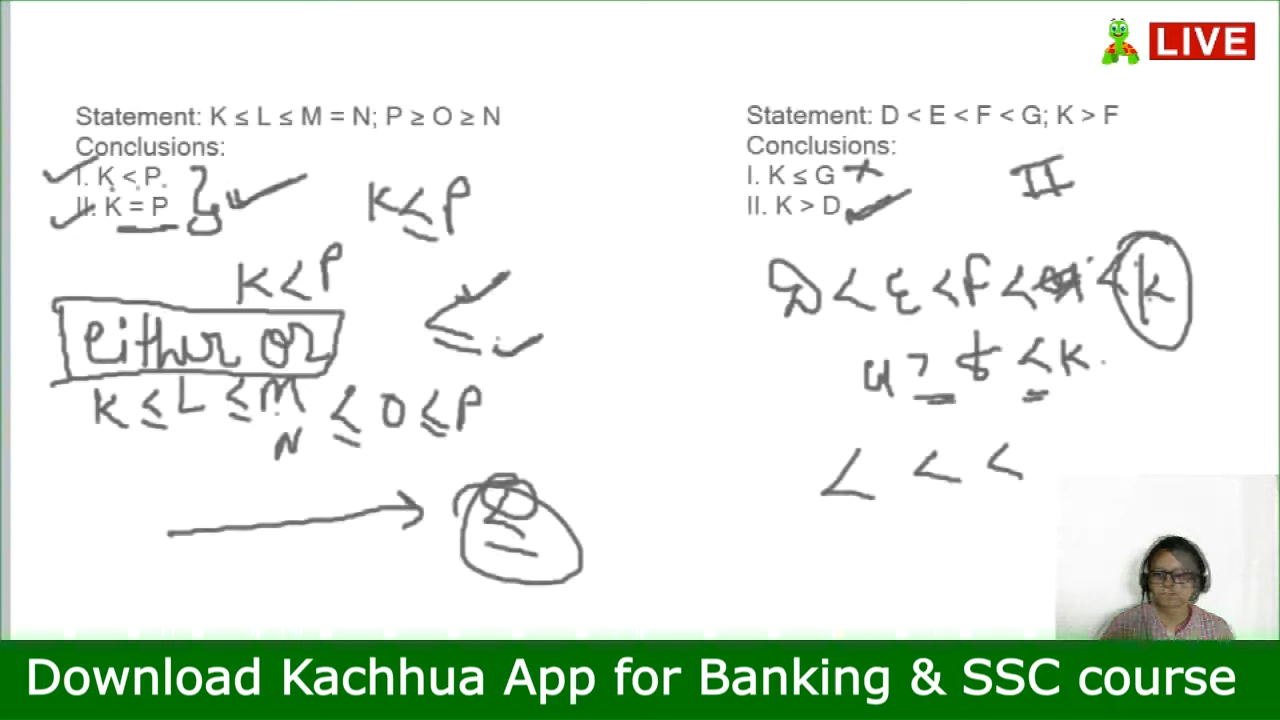 LIVE
Statement: K ≤ L ≤ M = N; P ≥ O ≥ N
Conclusions:
I. K < P.
II. K = P
K ≤ P
K < P
either or
≤
K ≤ L ≤ M
N ≤ O ≤ P
Statement: D < E < F < G; K > F
Conclusions:
I. K ≤ G
II. K > D
II
D < E < F < < K
> < K
< < <
Download Kachhua App for Banking & SSC course